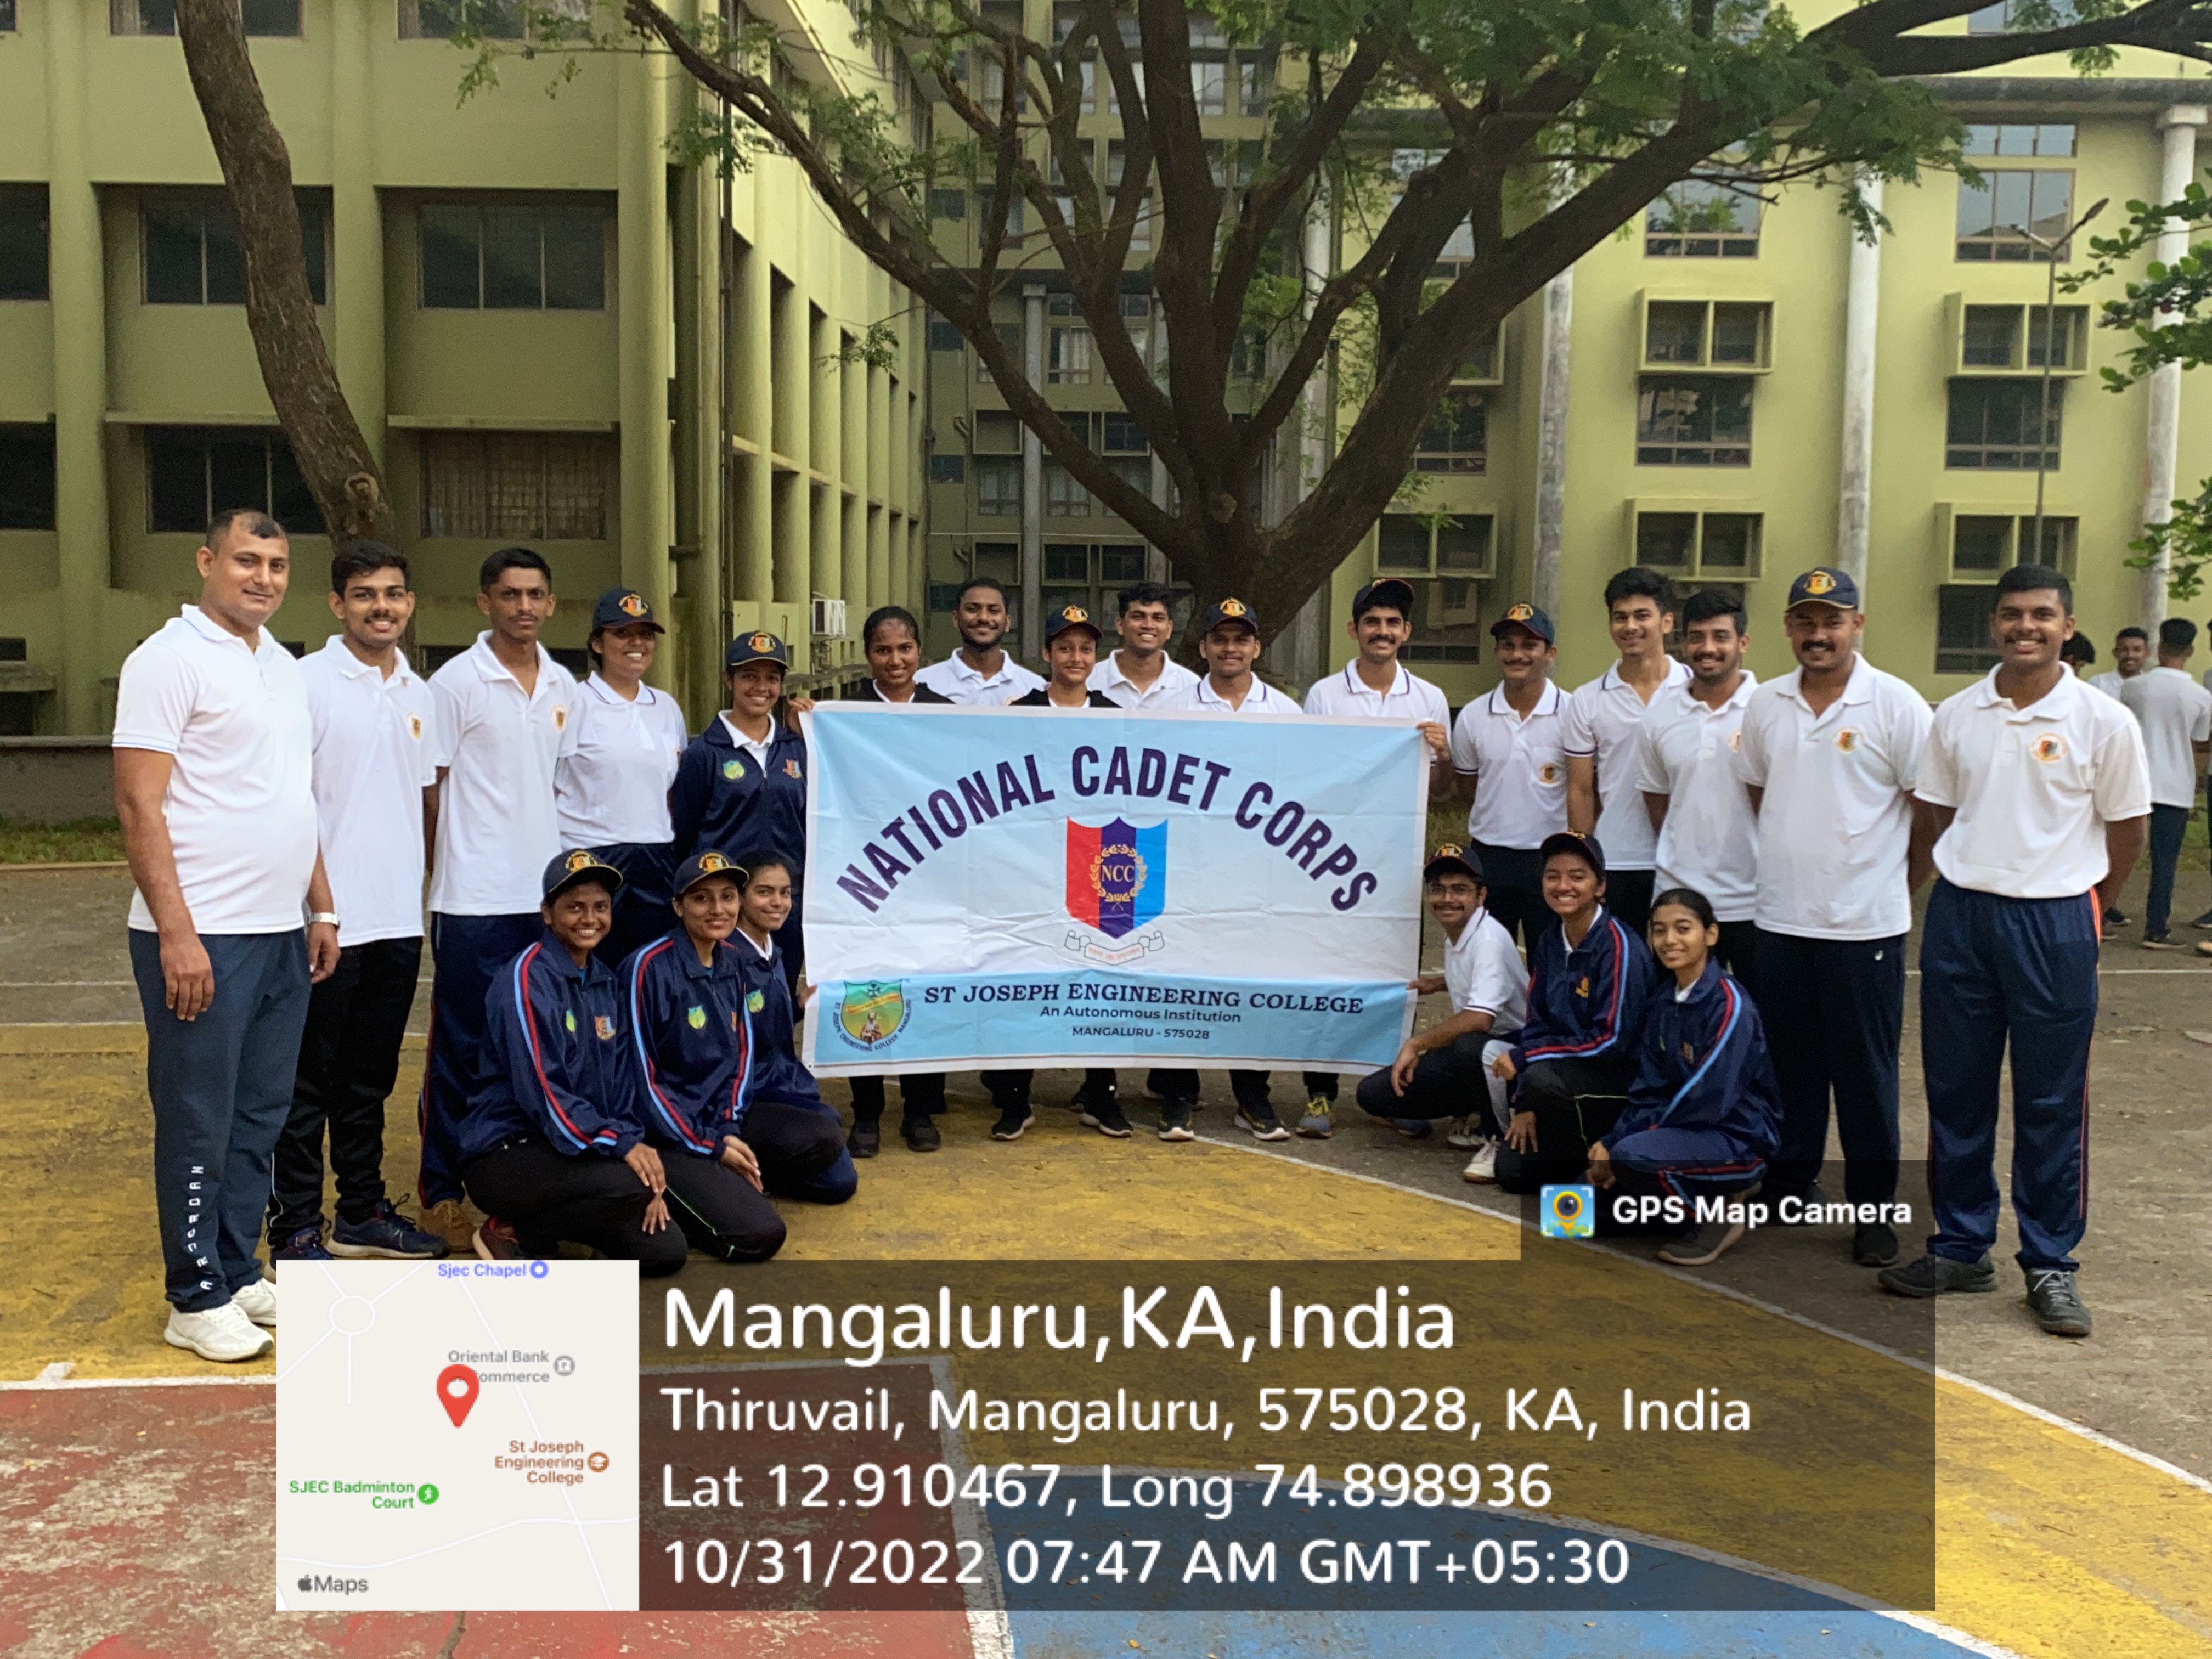 NATIONAL CADET CORPS
NCC
ST JOSEPH ENGINEERING COLLEGE
An Autonomous Institution
MANGALURU - 575028
GPS Map Camera
Sjec Chapel
Oriental Bank
ommerce
St Joseph
Engineering
College
SJEC Badminton
Court
Maps
Mangaluru,KA,India
Thiruvail, Mangaluru, 575028, KA, India
Lat 12.910467, Long 74.898936
10/31/2022 07:47 AM GMT+05:30